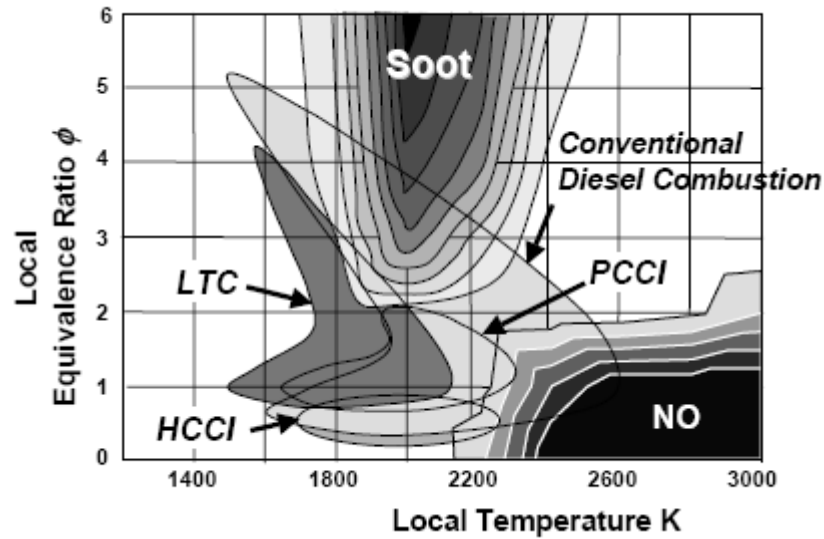 6
5
4
3
2
1
0
Local
Equivalence Ratio ϕ
Soot
Conventional
Diesel Combustion
LTC
PCCI
HCCI
NO
1400 1800 2200 2600 3000
Local Temperature K